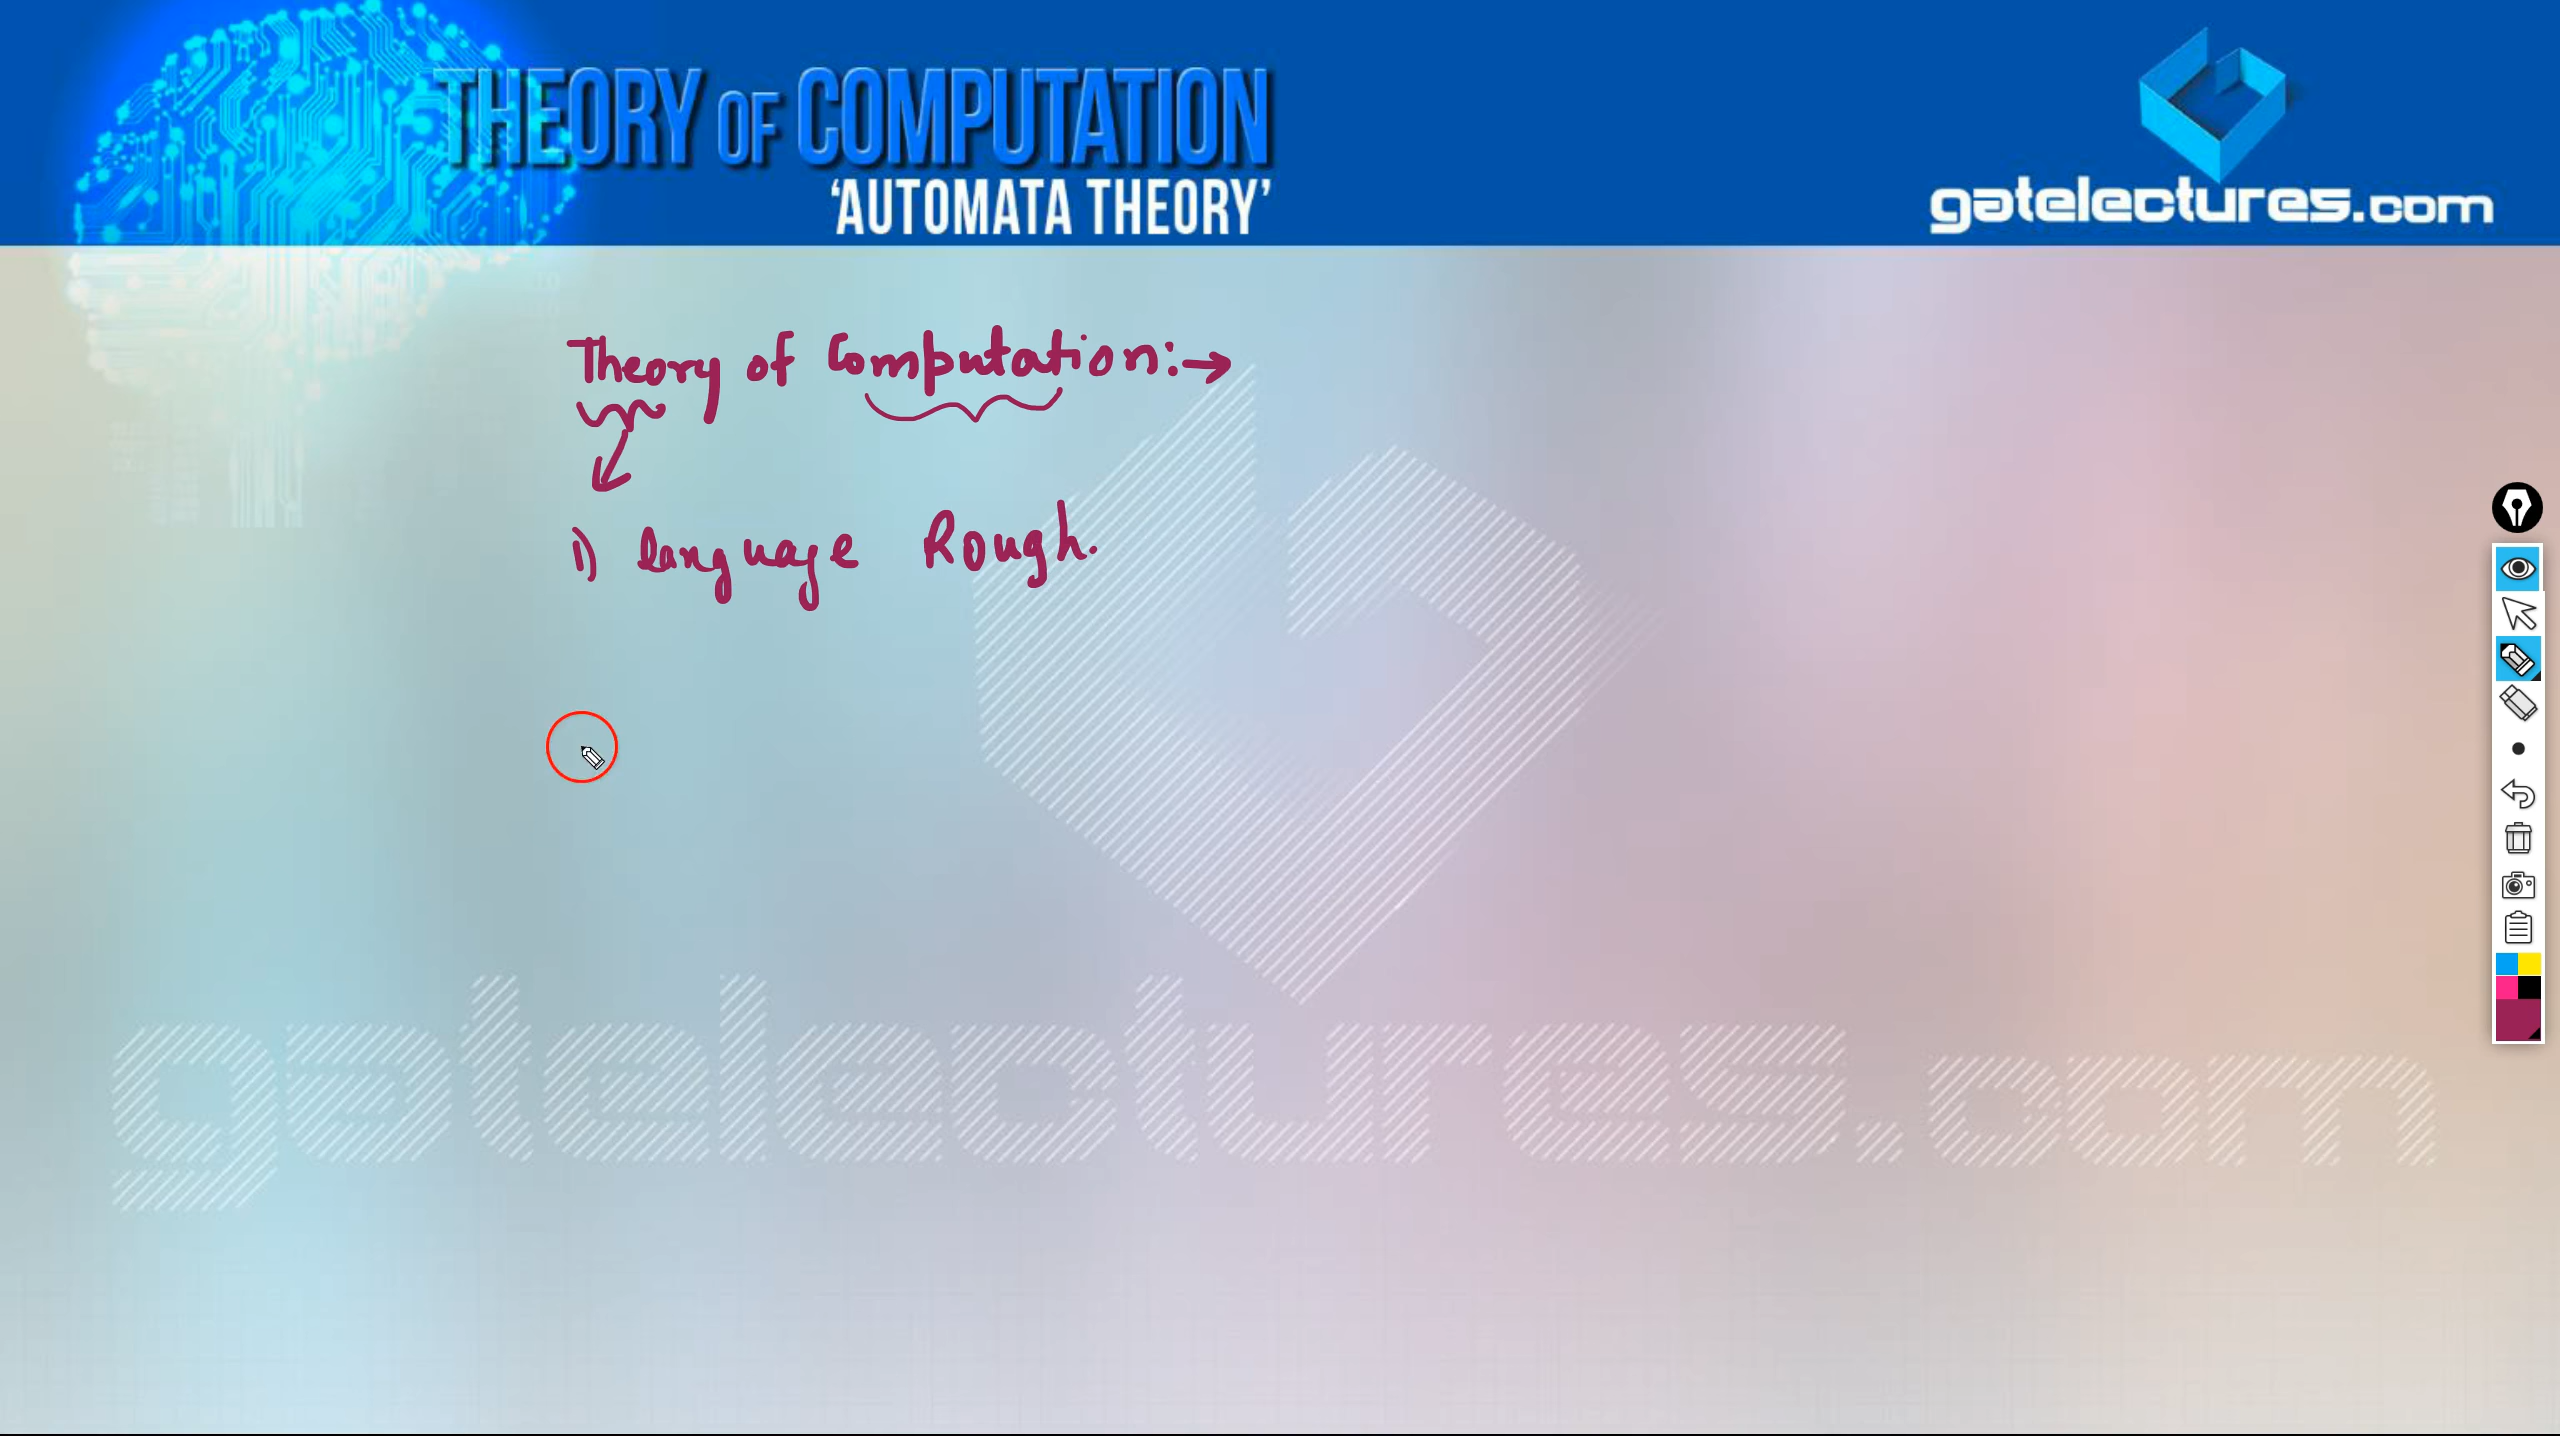 THEORY OF COMPUTATION
‘AUTOMATA THEORY’
gatelectures.com
Theory of Computation:→
1) language Rough.
gatelectures.com